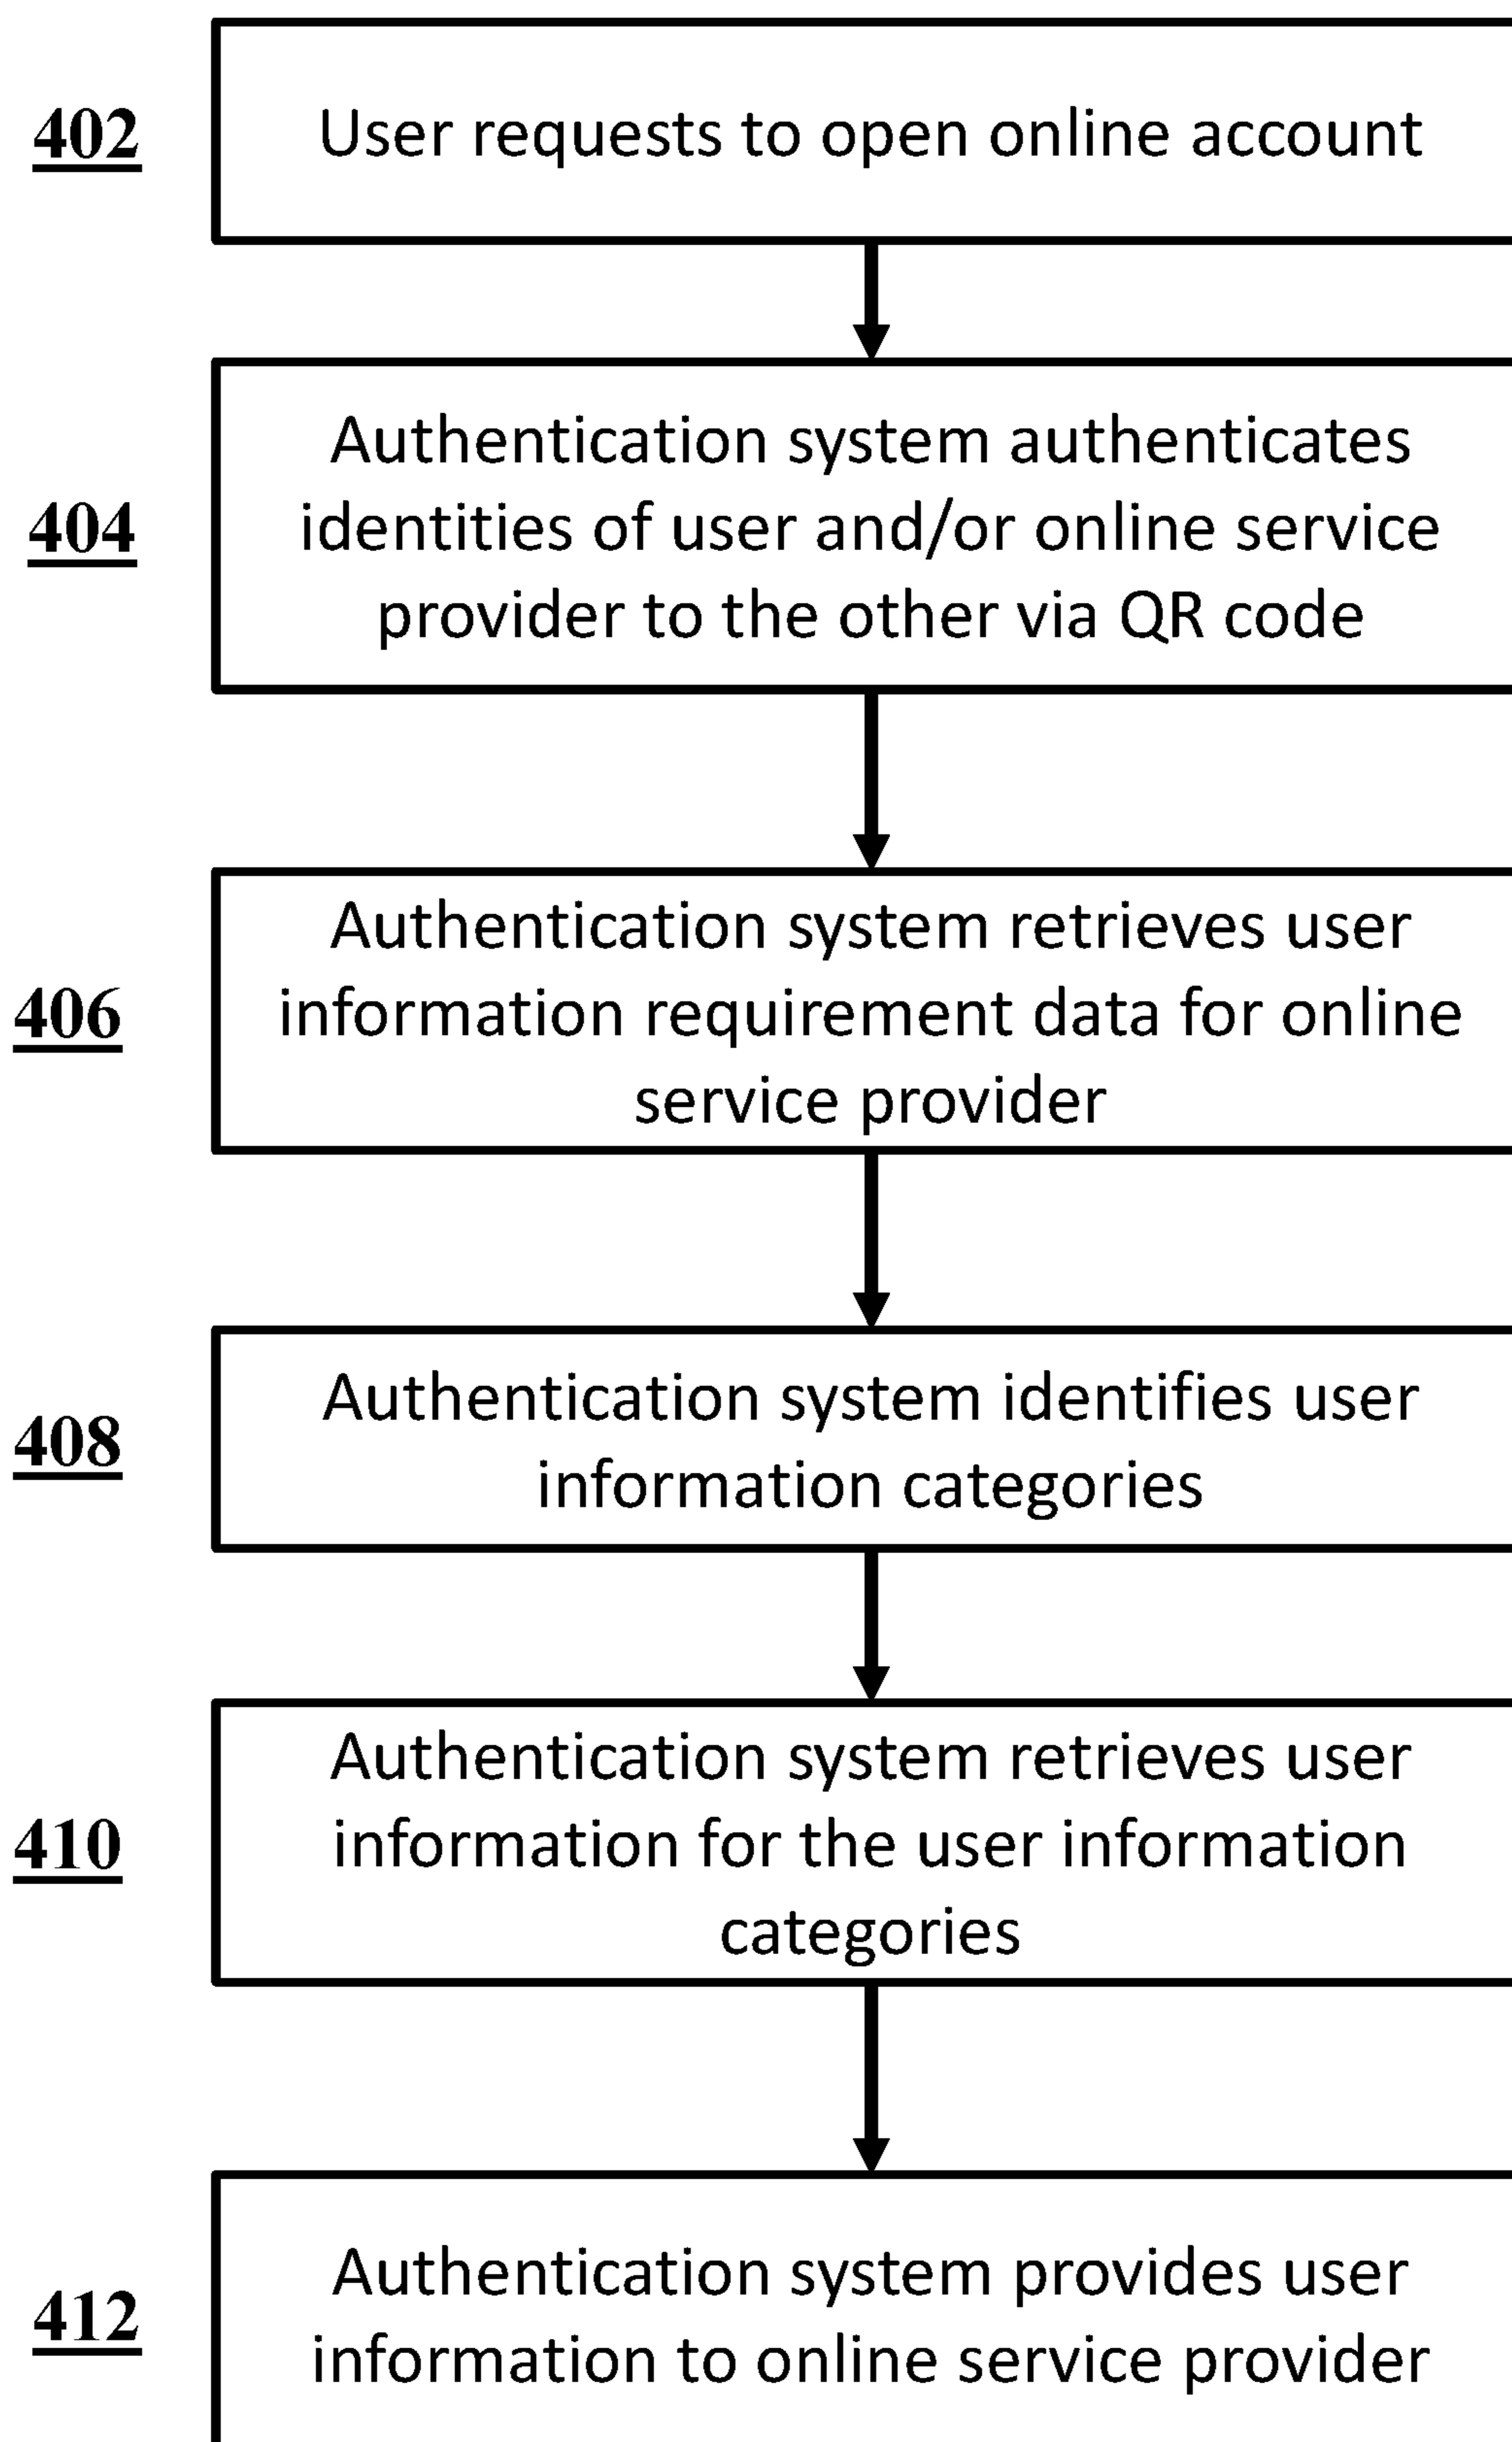 402
User requests to open online account
404
Authentication system authenticates
identities of user and/or online service
provider to the other via QR code
406
Authentication system retrieves user
information requirement data for online
service provider
408
Authentication system identifies user
information categories
410
Authentication system retrieves user
information for the user information
categories
412
Authentication system provides user
information to online service provider